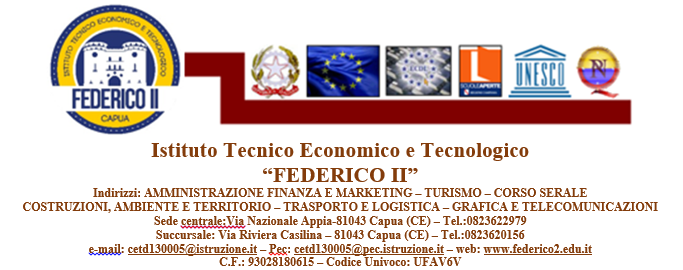 ISTITUTO TECNICO ECONOMICO E TECNOLOGICO
FEDERICO II
CAPUA
ECDL
SCUOLE APERTE
UNESCO
Istituto Tecnico Economico e Tecnologico
“FEDERICO II”
Indirizzi: AMMINISTRAZIONE FINANZA E MARKETING – TURISMO – CORSO SERALE
COSTRUZIONI, AMBIENTE E TERRITORIO – TRASPORTO E LOGISTICA – GRAFICA E TELECOMUNICAZIONI
Sede centrale:Via Nazionale Appia-81043 Capua (CE) – Tel.:0823622979
Succursale: Via Riviera Casilina – 81043 Capua (CE) – Tel.:0823620156
e-mail: cetd130005@istruzione.it – Pec: cetd130005@pec.istruzione.it – web: www.federico2.edu.it
C.F.: 93028180615 – Codice Univoco: UFAV6V